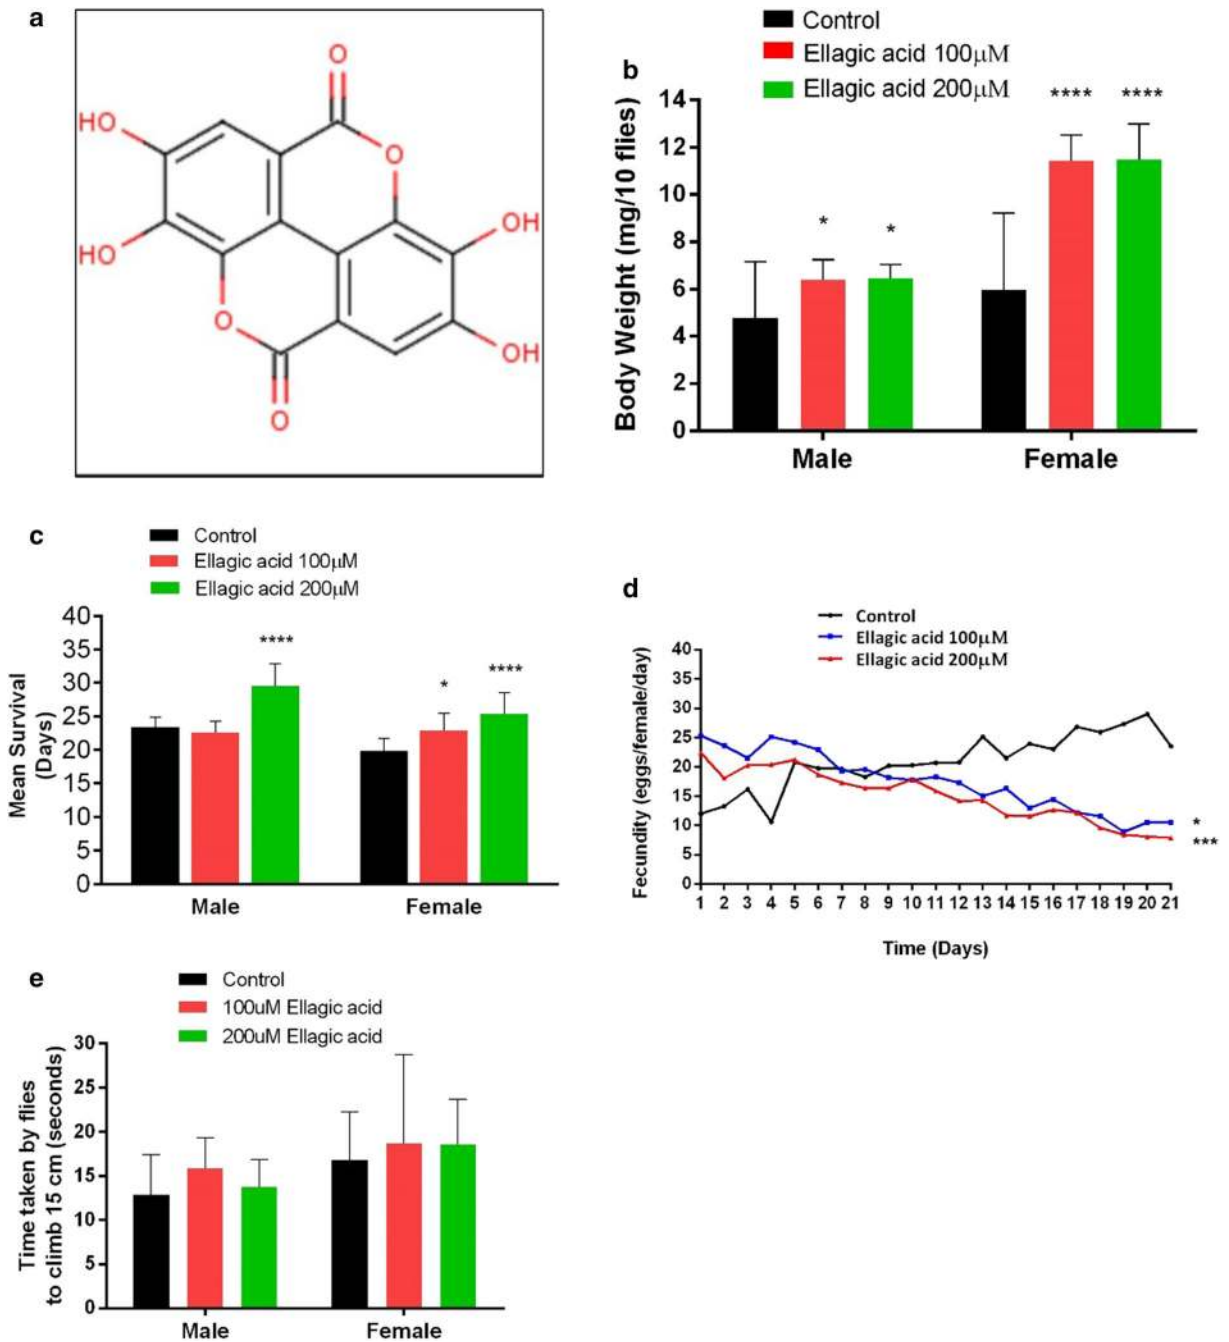 a
O
HO
O
HO
OH
O
OH
O
b
Control
Ellagic acid 100μM
Ellagic acid 200μM
Body Weight (mg/10 flies)
14
12
10
8
6
4
2
0
*
*
****
****
Male
Female
c
Control
Ellagic acid 100μM
Ellagic acid 200μM
Mean Survival
(Days)
40
35
30
25
20
15
10
5
0
****
*
****
Male
Female
d
Control
Ellagic acid 100μM
Ellagic acid 200μM
Fecundity (eggs/female/day)
40
35
30
25
20
15
10
5
0
*
***
1 2 3 4 5 6 7 8 9 10 11 12 13 14 15 16 17 18 19 20 21
Time (Days)
e
Control
100uM Ellagic acid
200uM Ellagic acid
Time taken by flies
to climb 15 cm (seconds)
30
25
20
15
10
5
0
Male
Female